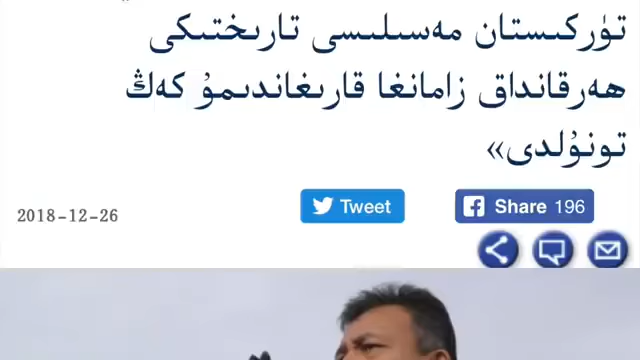 تۈركىستان مەسىلىسى تارىختىكى
ھەرقانداق زامانغا قارىغاندىمۇ كەڭ
تونۇلدى»
2018-12-26
Tweet
Share 196